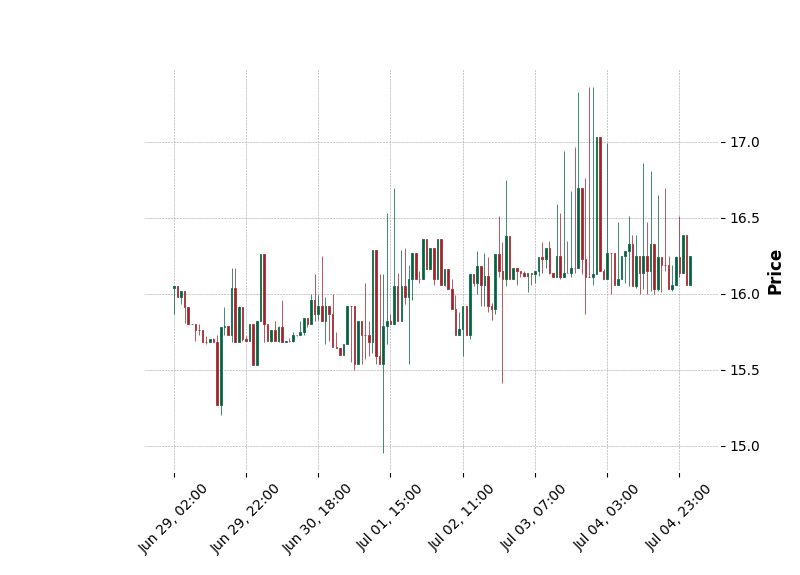 17.0
16.5
16.0
15.5
15.0
Price
Jun 29, 02:00
Jun 29, 22:00
Jun 30, 18:00
Jul 01, 15:00
Jul 02, 11:00
Jul 03, 07:00
Jul 04, 03:00
Jul 04, 23:00